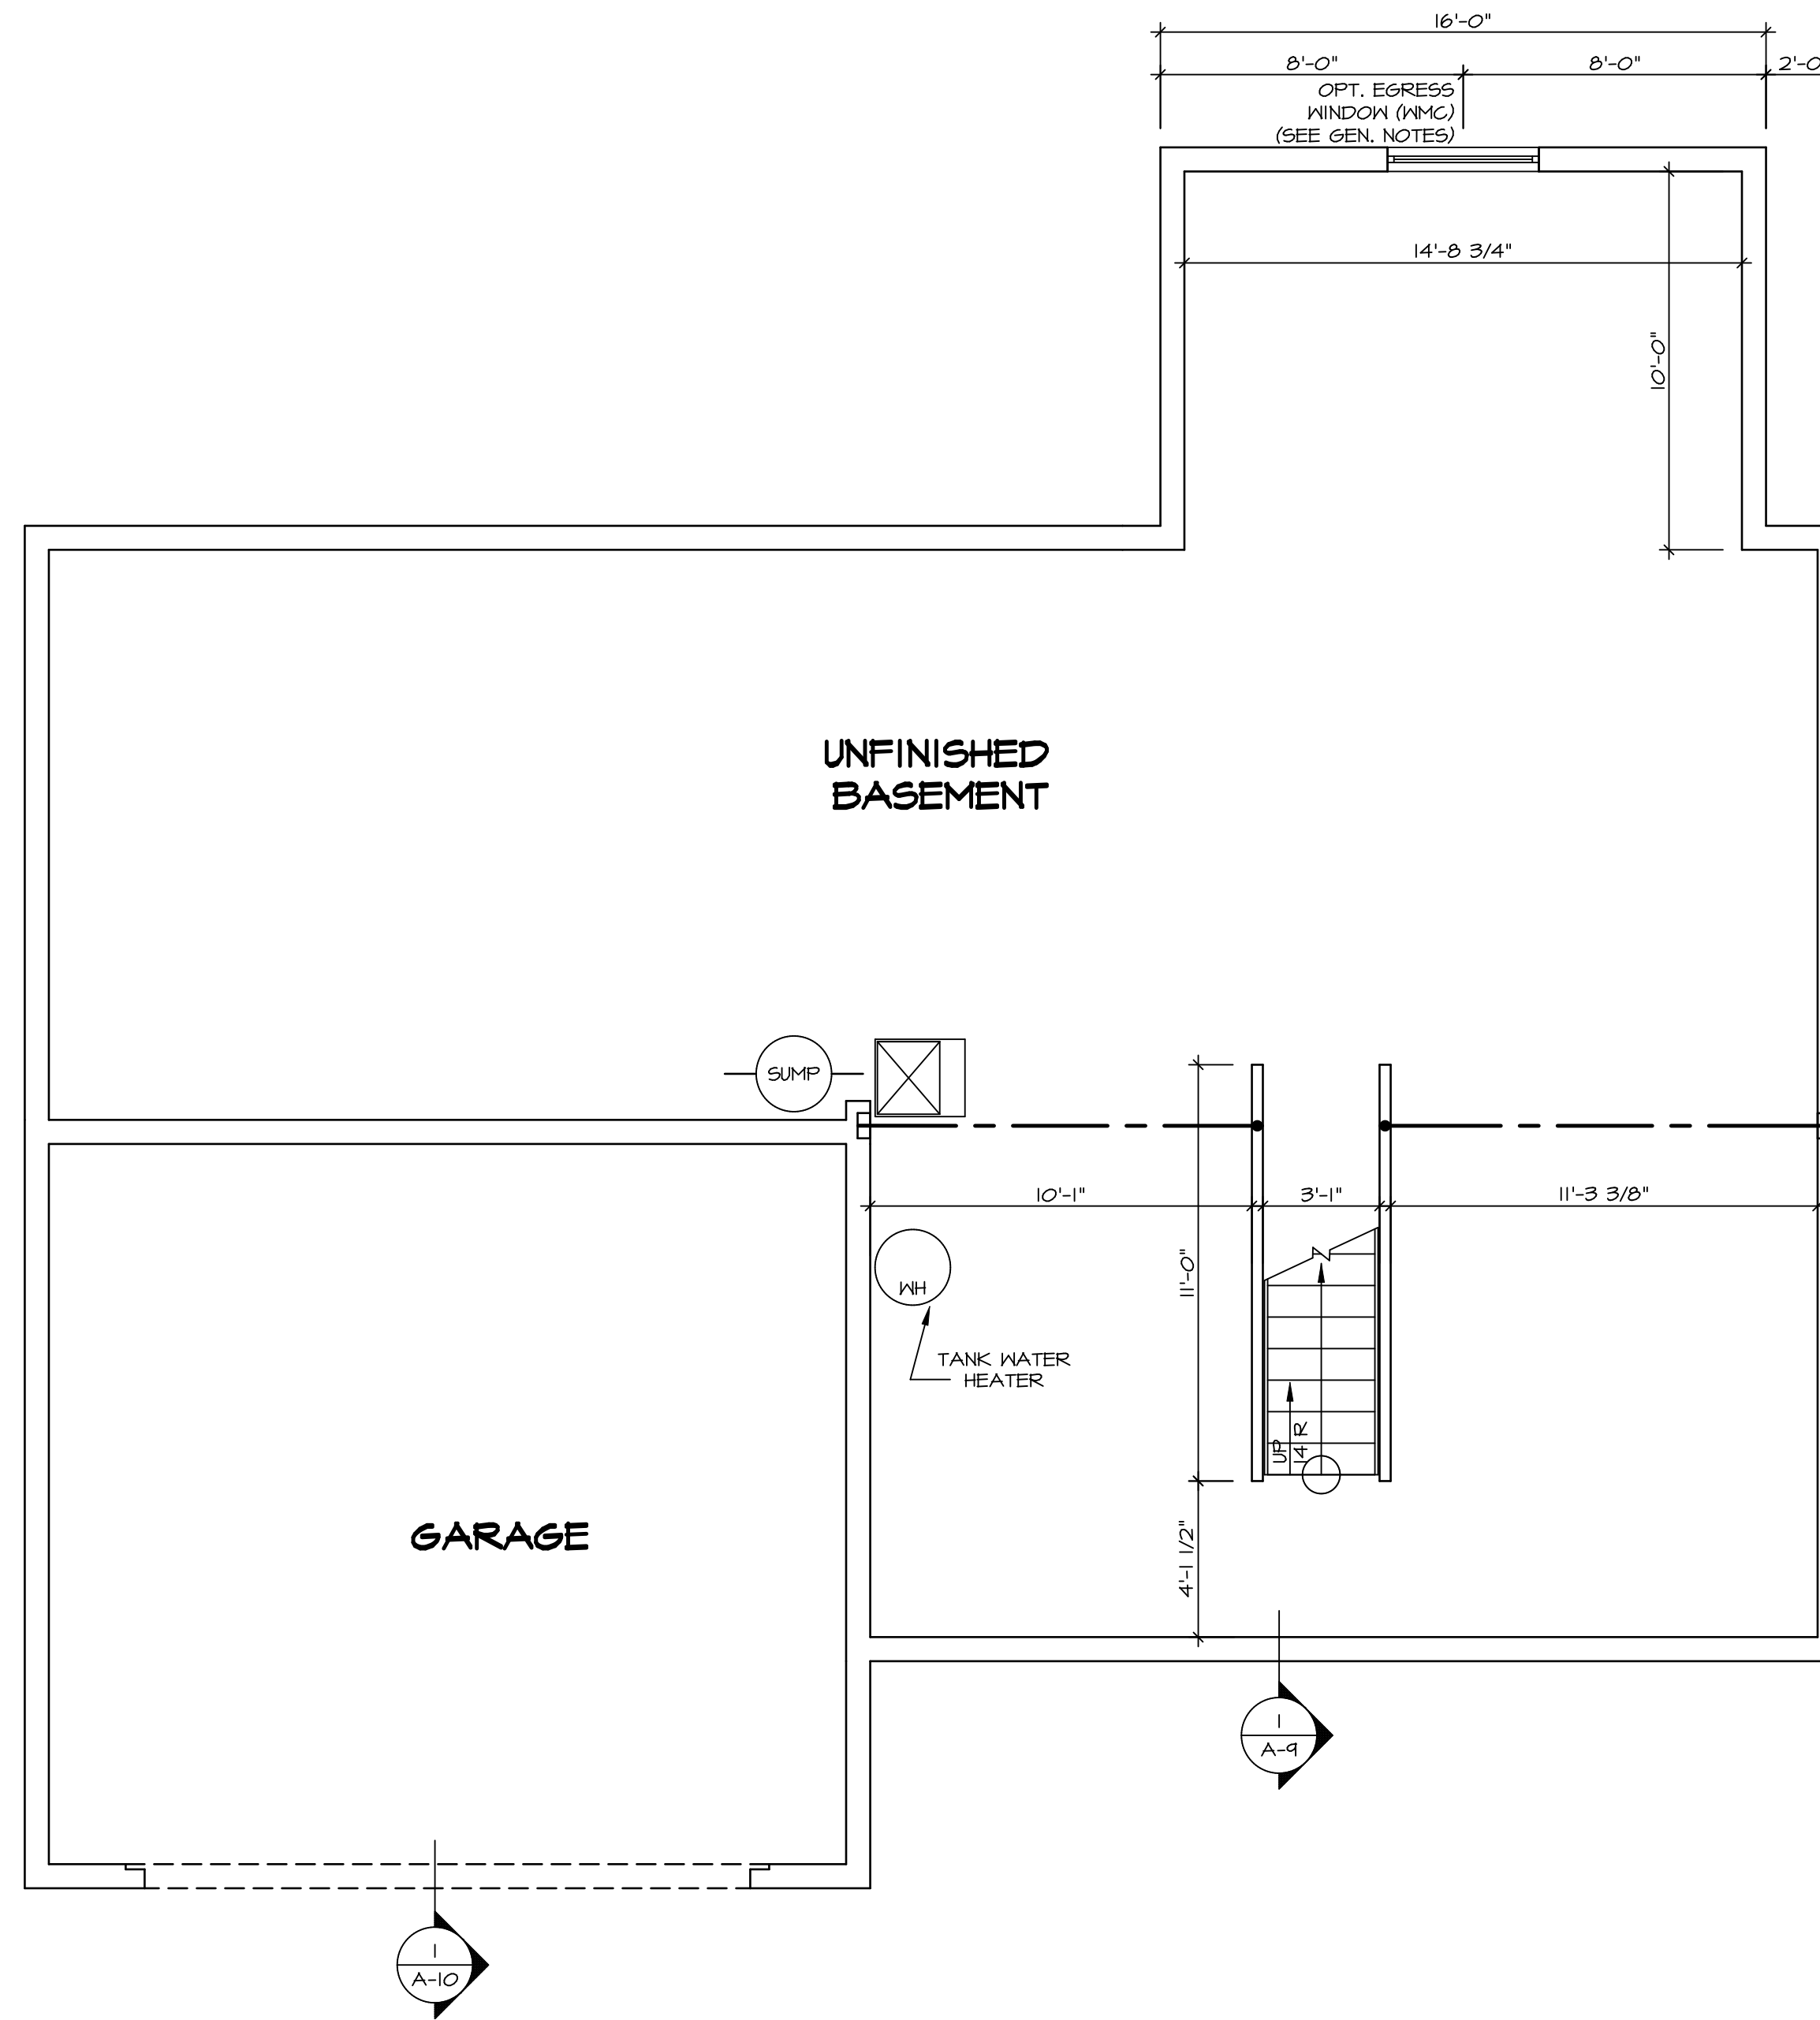 16'-0"
8'-0"
8'-0"
OPT. EGRESS
WINDOW (WMC)
(SEE GEN. NOTES)
14'-8 3/4"
10'-0"
UNFINISHED
BASEMENT
SUMP
10'-1"
3'-1"
11'-3 3/8"
11'-0"
WH
TANK WATER
HEATER
UP
14 R
GARAGE
4'-1 1/2"
1
A-9
1
A-10